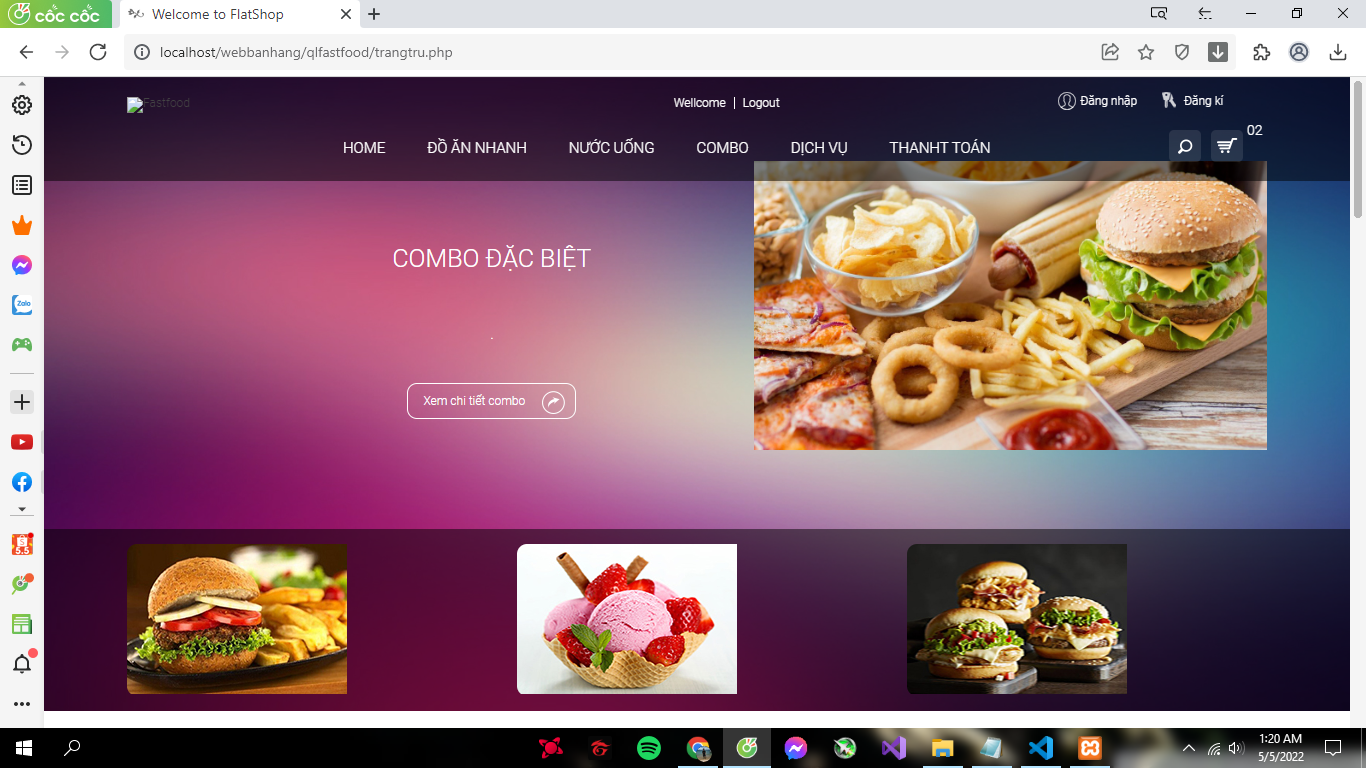 cốc cốc
Welcome to FlatShop
localhost/webbanhang/qlfastfood/trangtru.php
Fastfood
Wellcome | Logout
Đăng nhập
Đăng kí
02
HOME
ĐỒ ĂN NHANH
NƯỚC UỐNG
COMBO
DỊCH VỤ
THANHT TOÁN
COMBO ĐẶC BIỆT
.
Xem chi tiết combo
Zalo
5.5
1:20 AM
5/5/2022